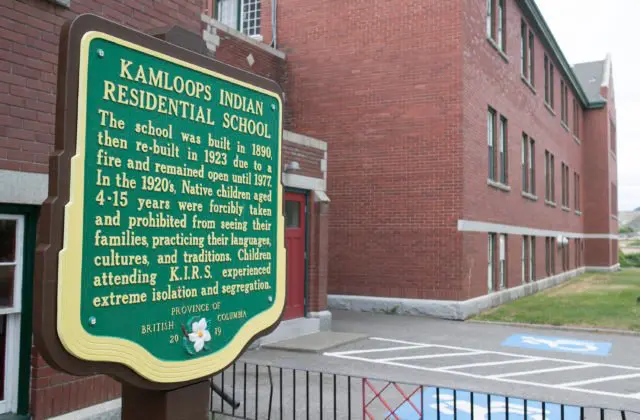 KAMLOOPS INDIAN
RESIDENTIAL SCHOOL
The school was built in 1890,
then re-built in 1923 due to a
fire and remained open until 1977.
In the 1920's, Native children aged
4-15 years were forcibly taken
and prohibited from seeing their
families, practicing their languages,
cultures, and traditions. Children
attending K.I.R.S. experienced
extreme isolation and segregation.
PROVINCE OF
BRITISH COLUMBIA
2019